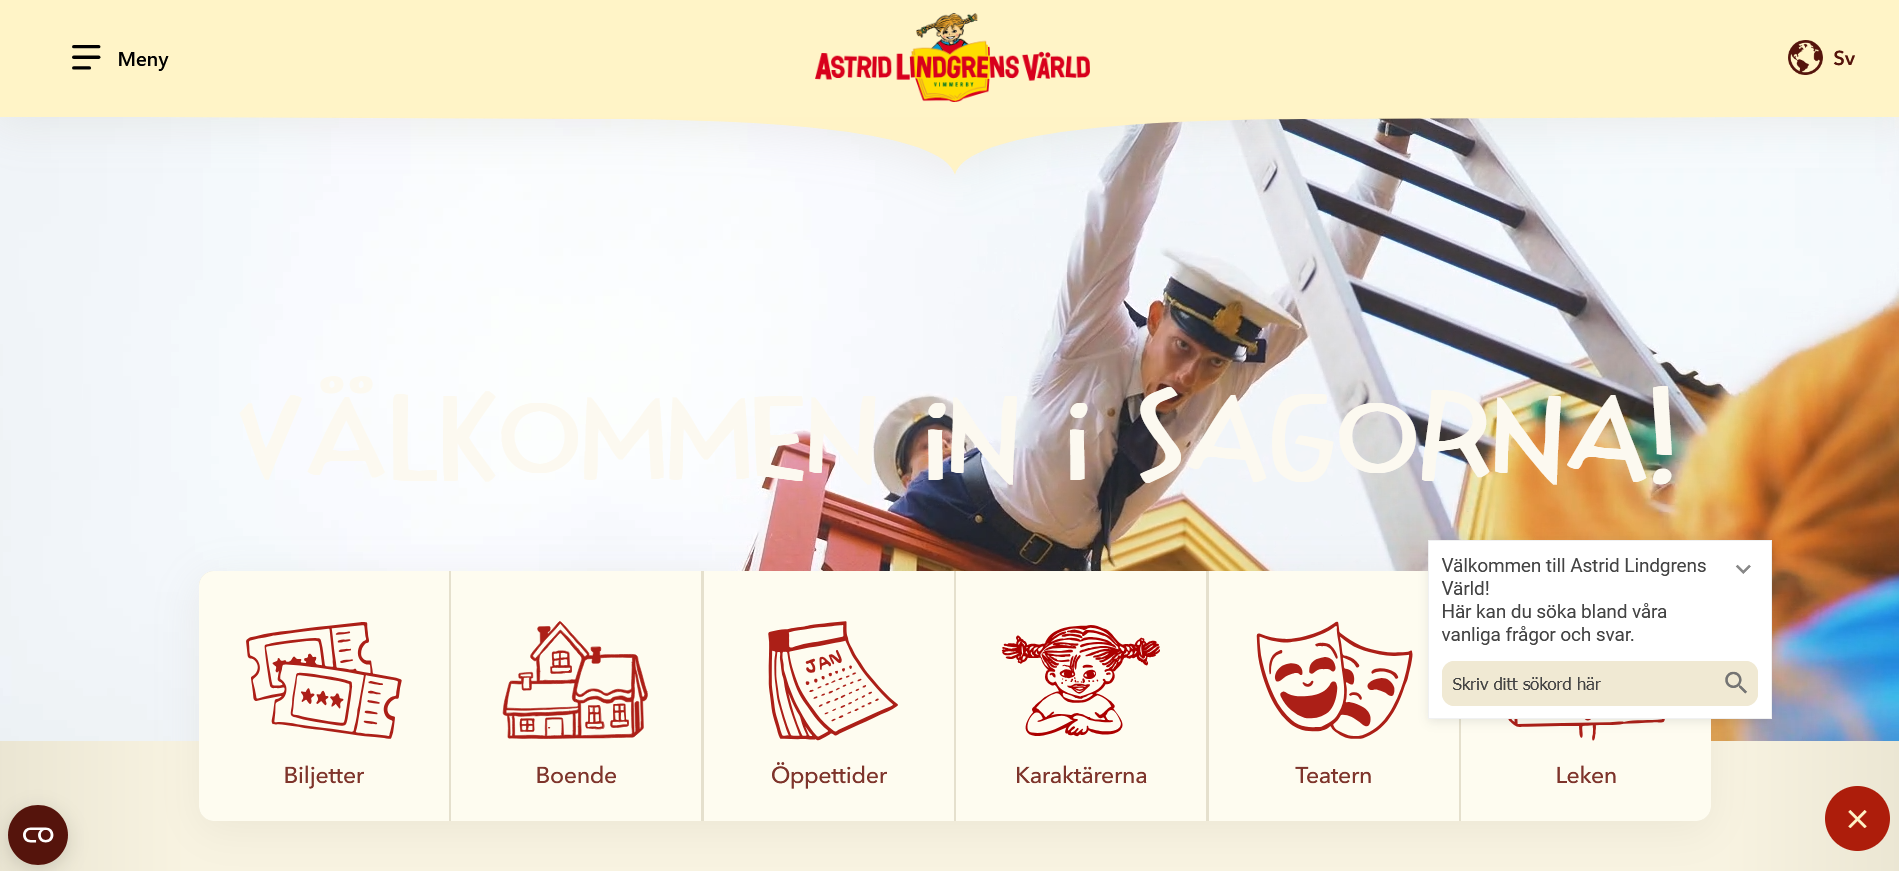 Meny
ASTRID LINDGRENS VÄRLD
VIMMERBY
Sv
VÄLKOMMEN iN i SAGORNA!
Välkommen till Astrid Lindgrens
Värld!
Här kan du söka bland våra
vanliga frågor och svar.
Skriv ditt sökord här
JAN
Biljetter
Boende
Öppettider
Karaktärerna
Teatern
Leken